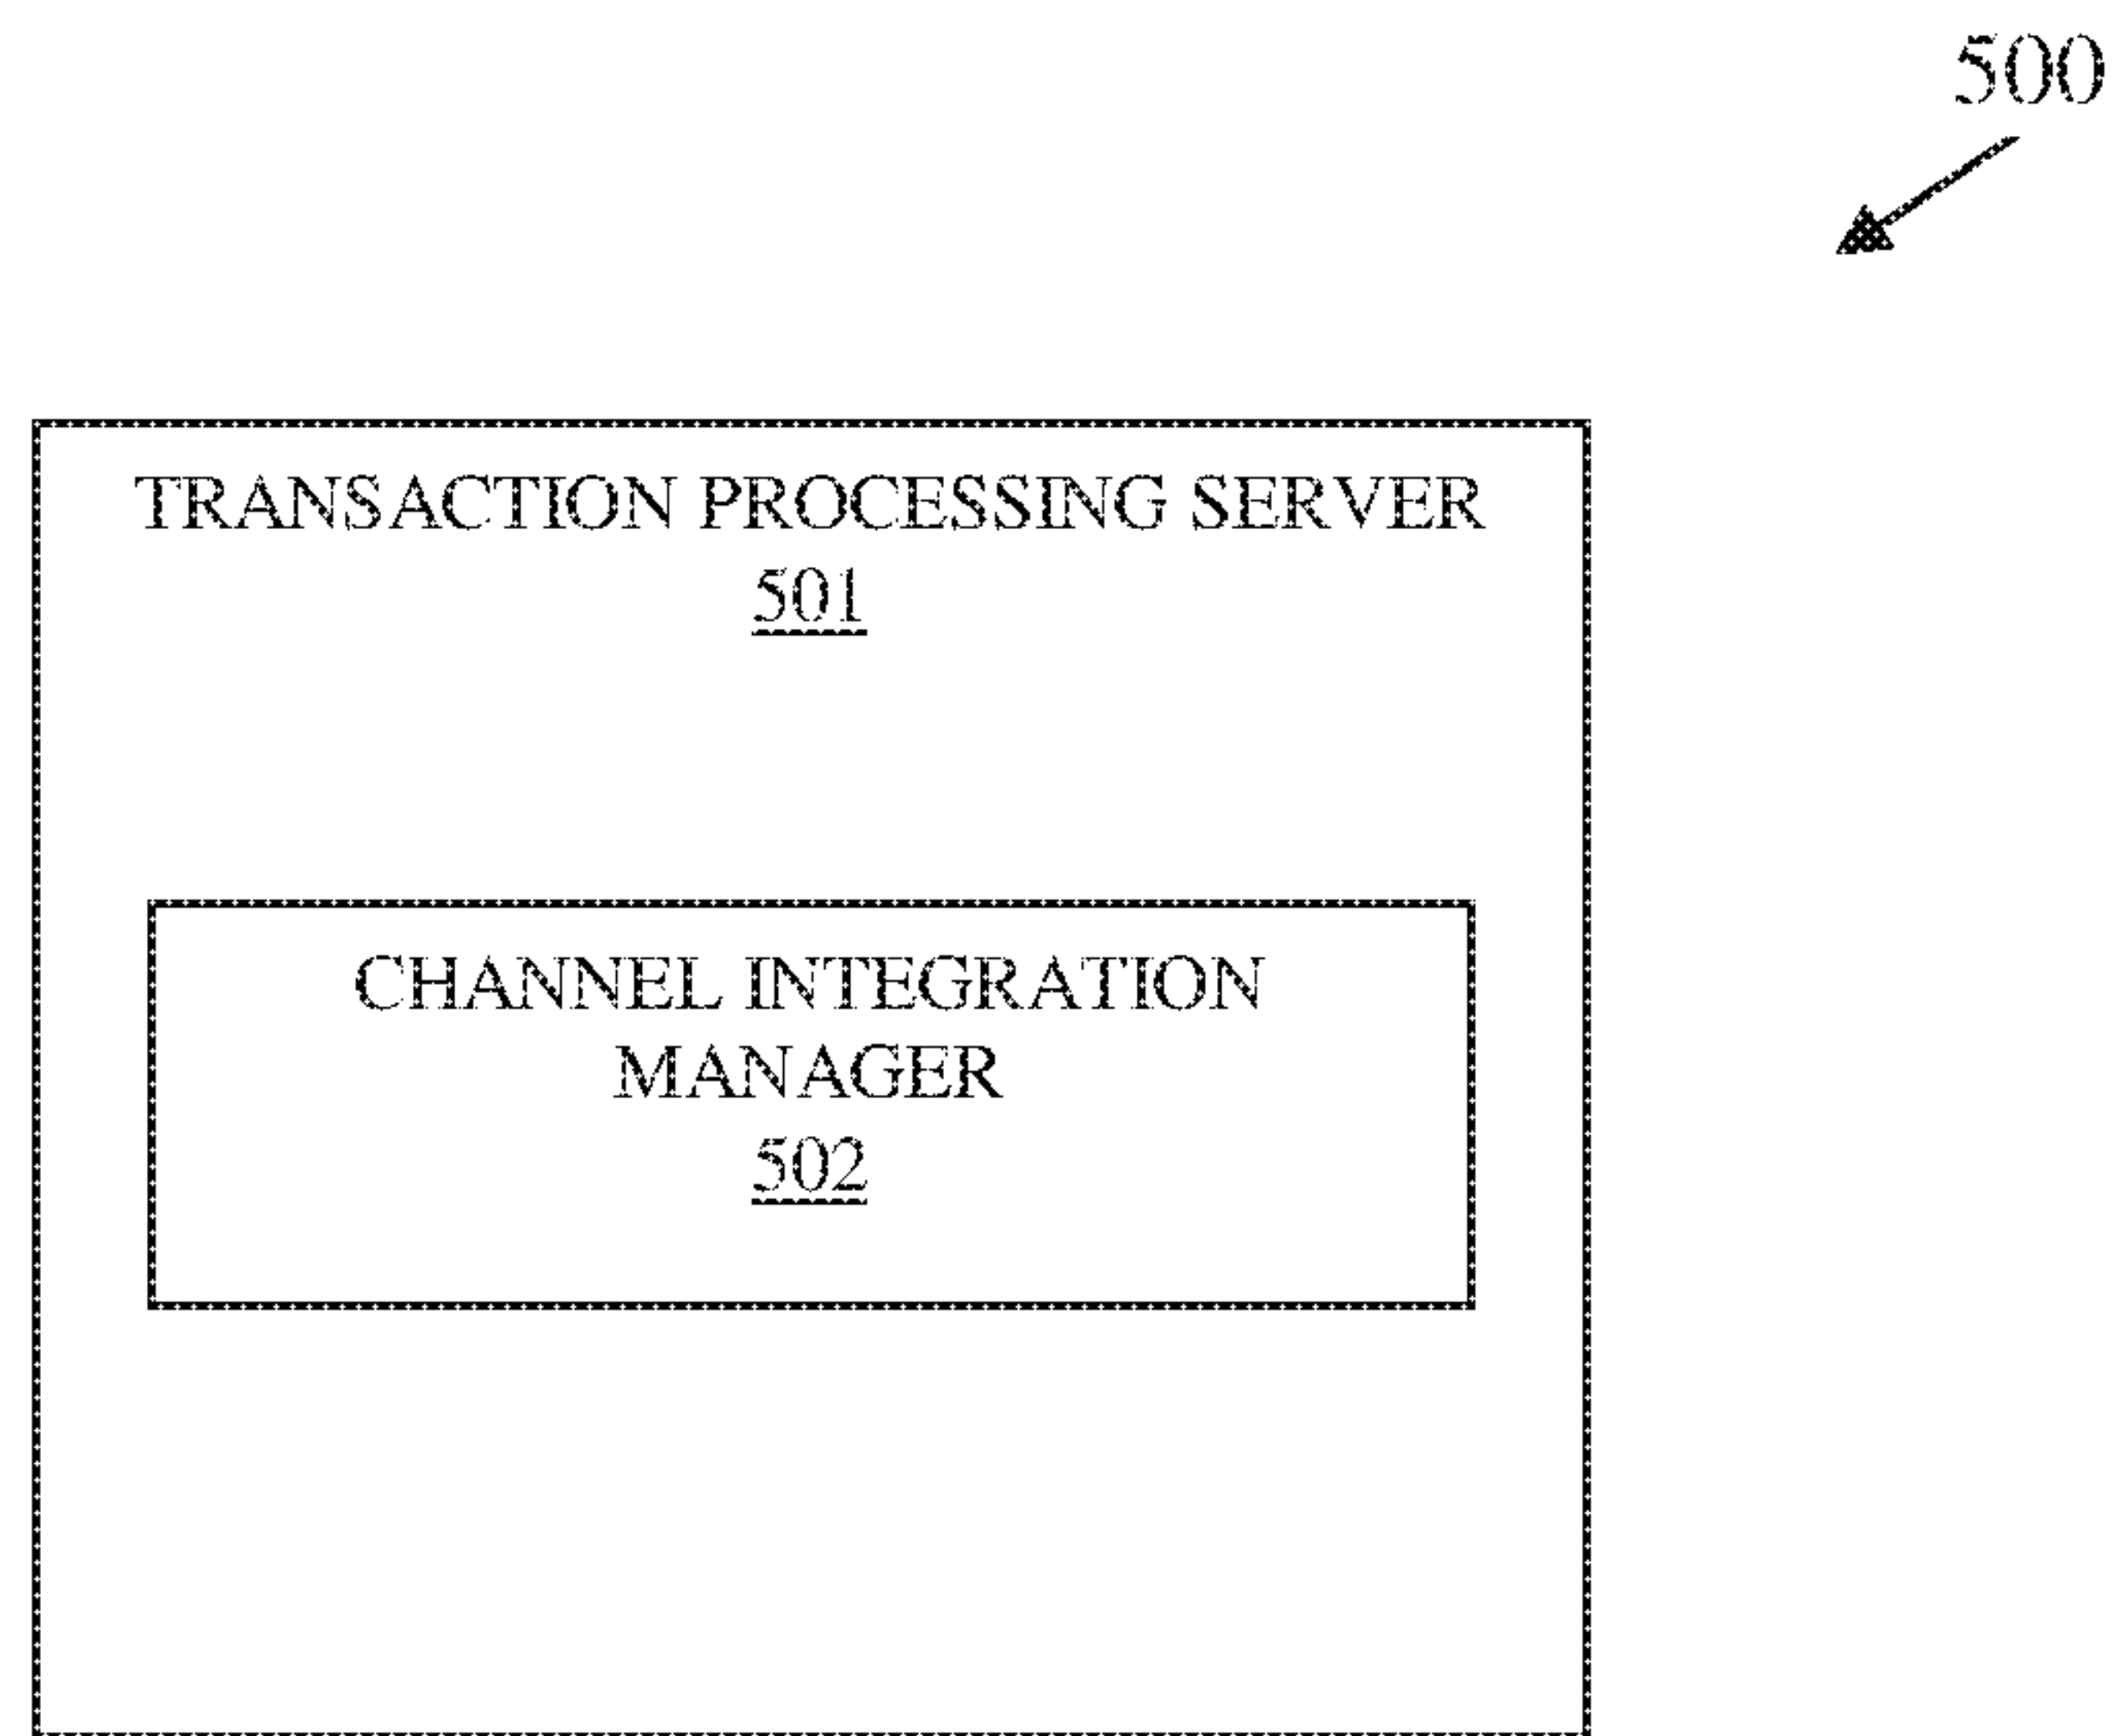 500
TRANSACTION PROCESSING SERVER
501
CHANNEL INTEGRATION
MANAGER
502